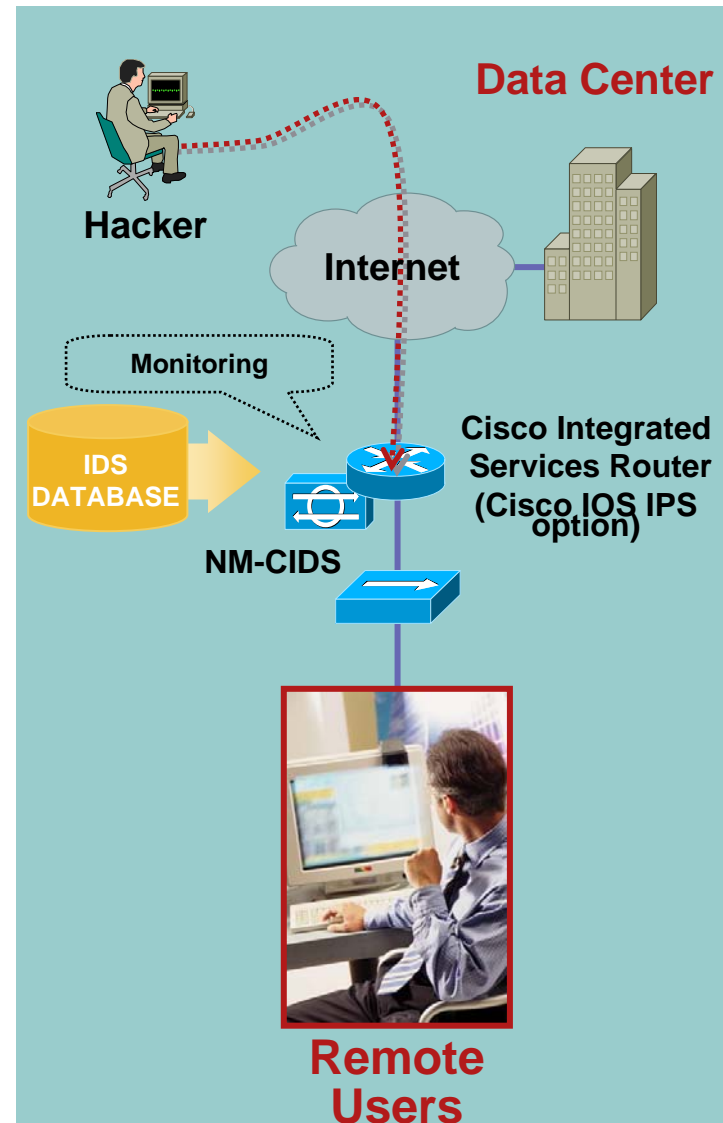 Data Center
Hacker
Internet
Monitoring
IDS
DATABASE
Cisco Integrated
Services Router
(Cisco IOS IPS
option)
NM-CIDS
Remote
Users